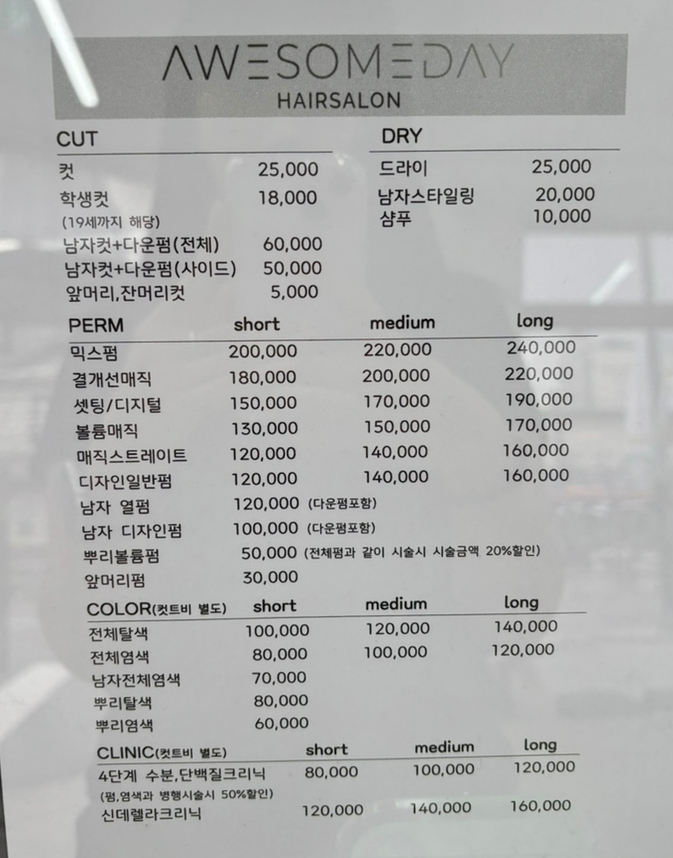 AWESOMEDAY
HAIRSALON
CUT
컷 25,000
학생컷 18,000
(19세까지 해당)
남자컷+다운펌(전체) 60,000
남자컷+다운펌(사이드) 50,000
앞머리,잔머리컷 5,000
DRY
드라이 25,000
남자스타일링 20,000
샴푸 10,000
PERM short medium long
믹스펌 200,000 220,000 240,000
결개선매직 180,000 200,000 220,000
셋팅/디지털 150,000 170,000 190,000
볼륨매직 130,000 150,000 170,000
매직스트레이트 120,000 140,000 160,000
디자인일반펌 120,000 140,000 160,000
남자 열펌 120,000 (다운펌포함)
남자 디자인펌 100,000 (다운펌포함)
뿌리볼륨펌 50,000 (전체펌과 같이 시술시 시술금액 20%할인)
앞머리펌 30,000
COLOR(컷트비 별도) short medium long
전체탈색 100,000 120,000 140,000
전체염색 80,000 100,000 120,000
남자전체염색 70,000
뿌리탈색 80,000
뿌리염색 60,000
CLINIC(컷트비 별도) short medium long
4단계 수분,단백질크리닉 80,000 100,000 120,000
(펌,염색과 병행시술시 50%할인)
신데렐라크리닉 120,000 140,000 160,000